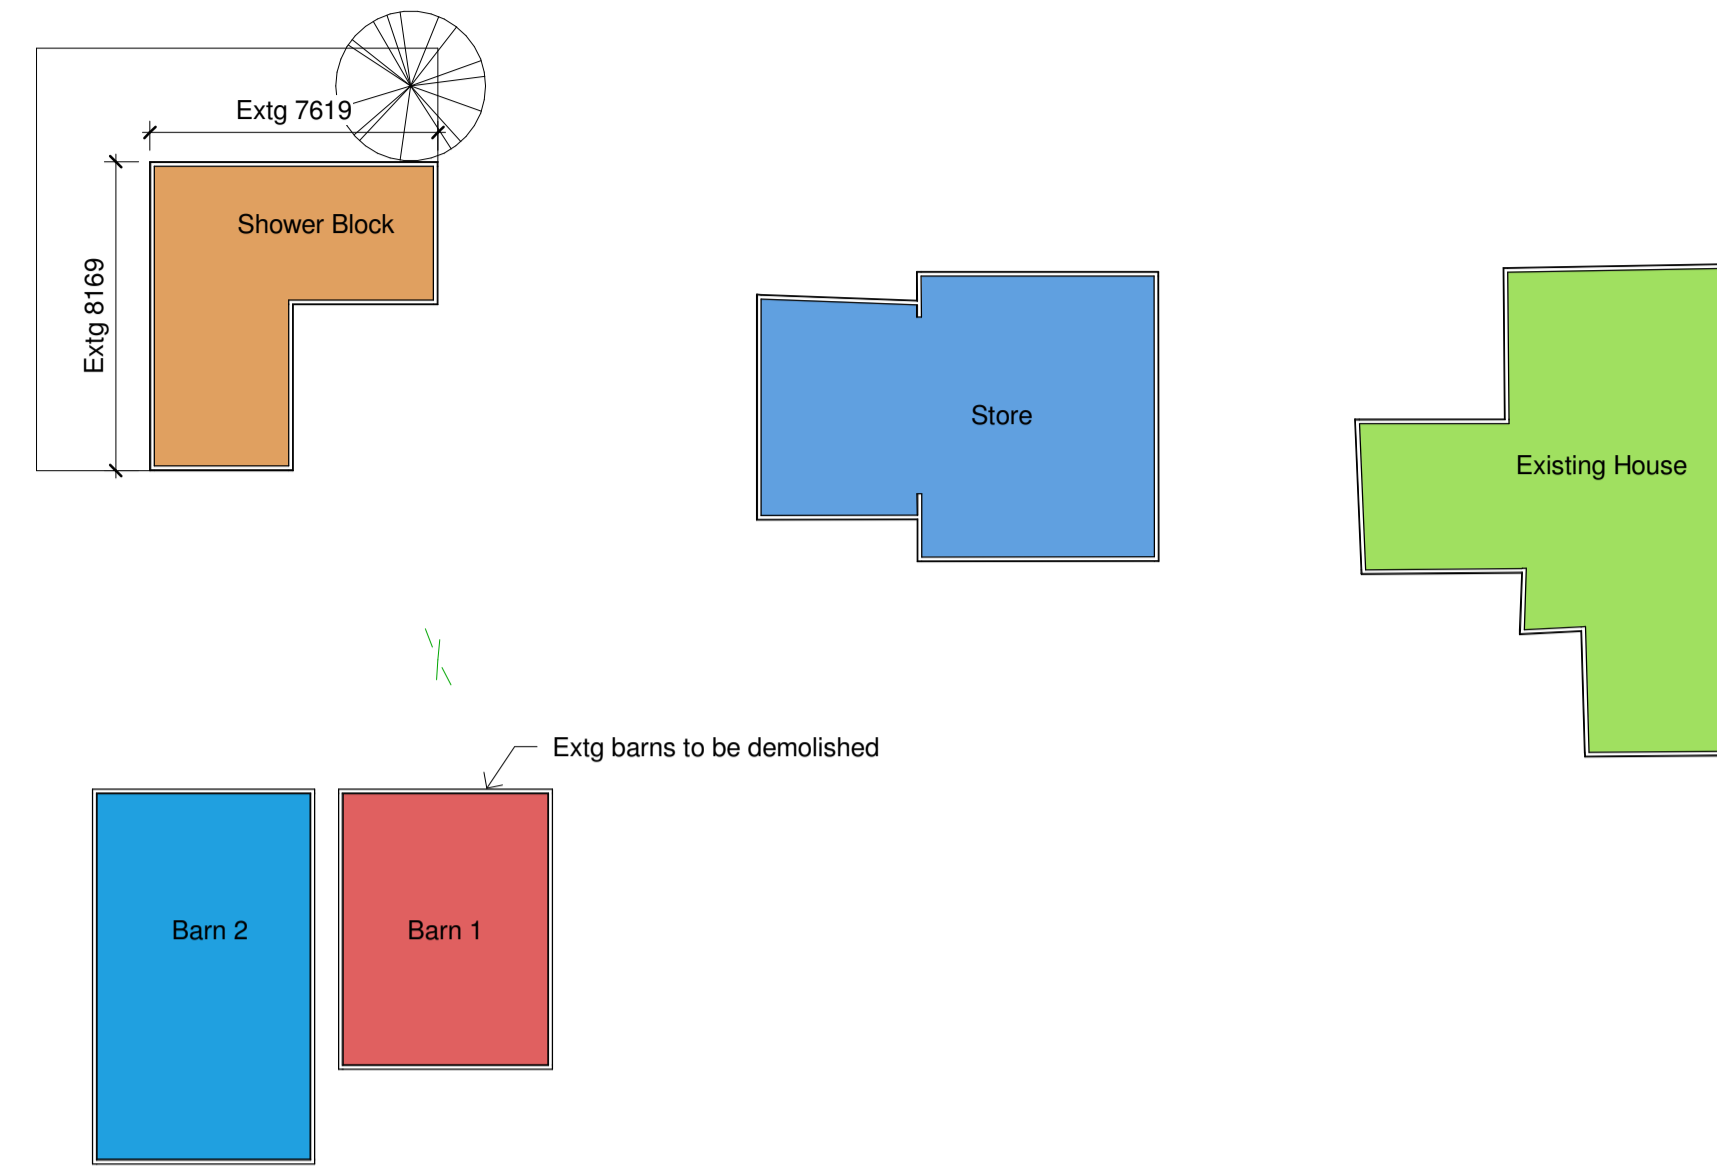 Extg 7619
Shower Block
Extg 8169
Store
Existing House
Extg barns to be demolished
Barn 2
Barn 1